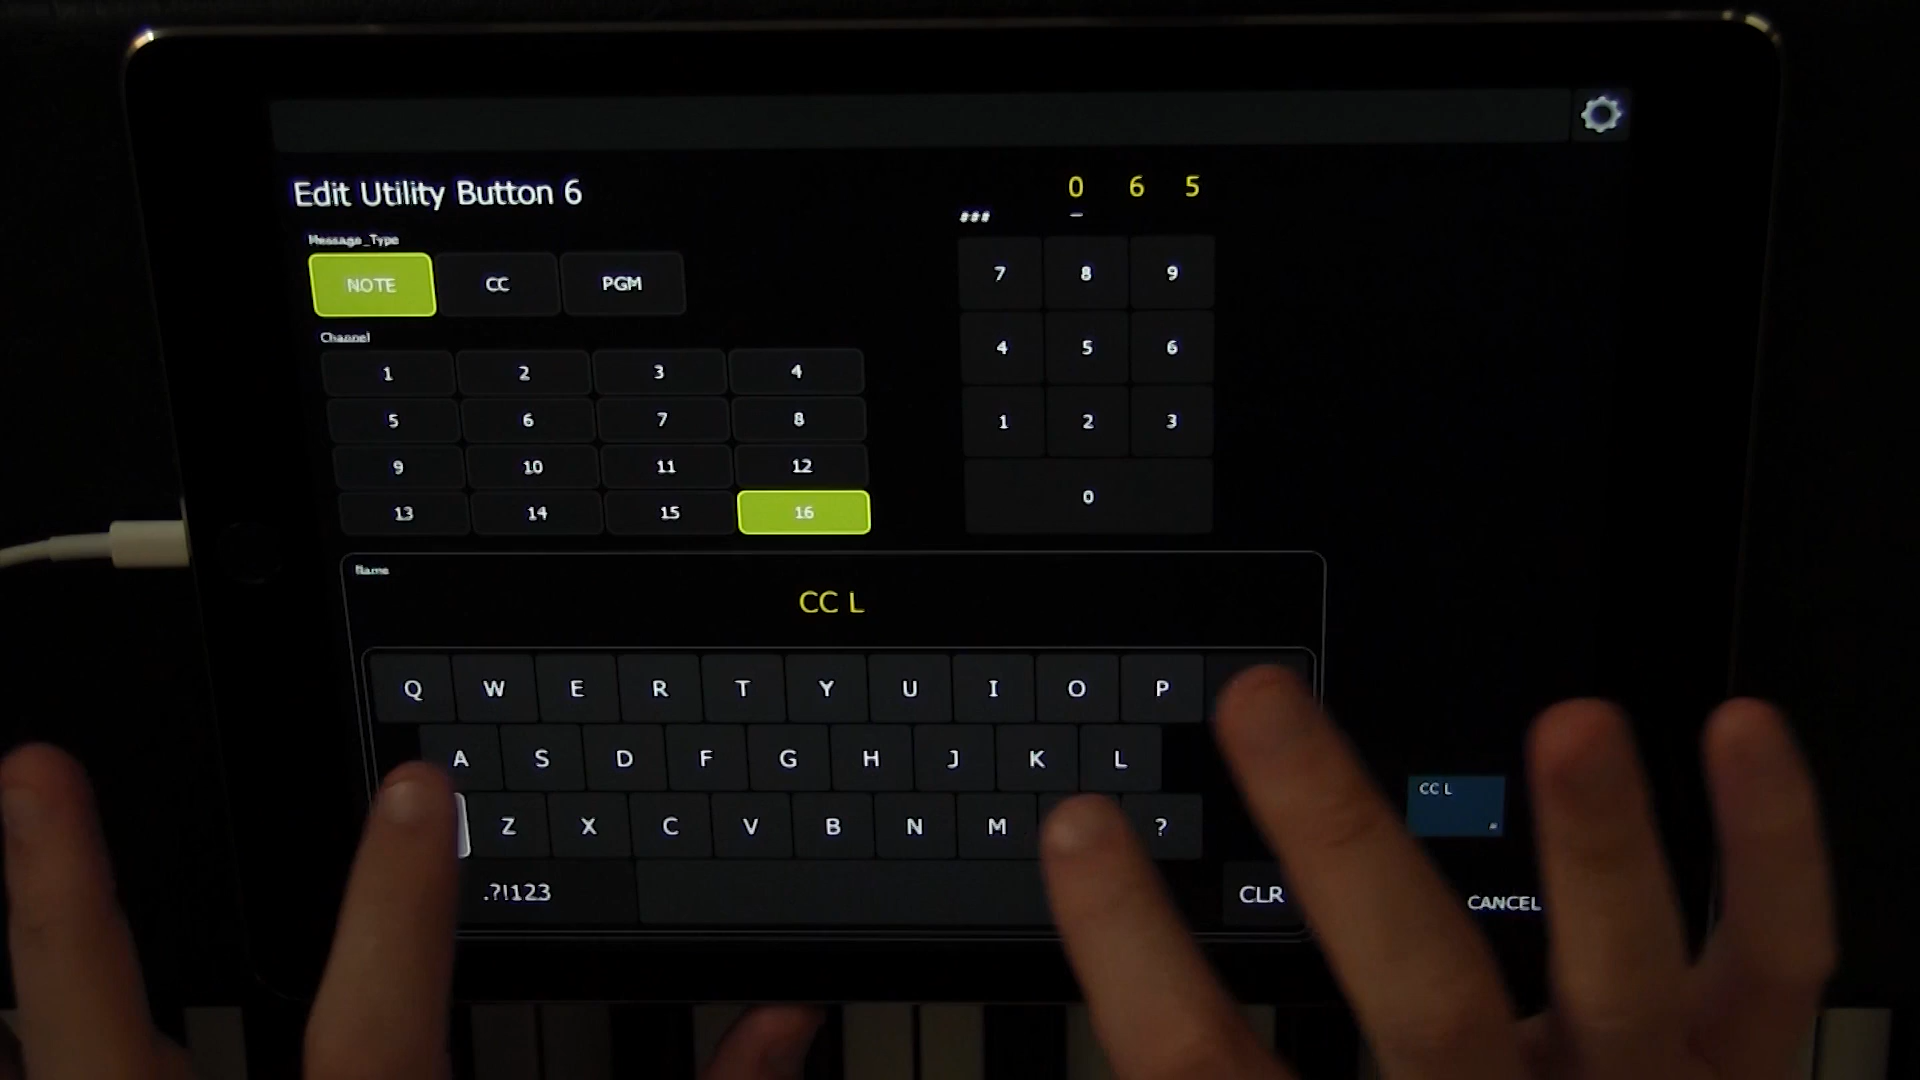 Edit Utility Button 6
0 6 5
###
Message_Type
NOTE CC PGM
Channel
1 2 3 4
5 6 7 8
9 10 11 12
13 14 15 16
7 8 9
4 5 6
1 2 3
0
Name
CC L
Q W E R T Y U I O P
A S D F G H J K L
Z X C V B N M ?
.?!123 CLR
CC L
CANCEL